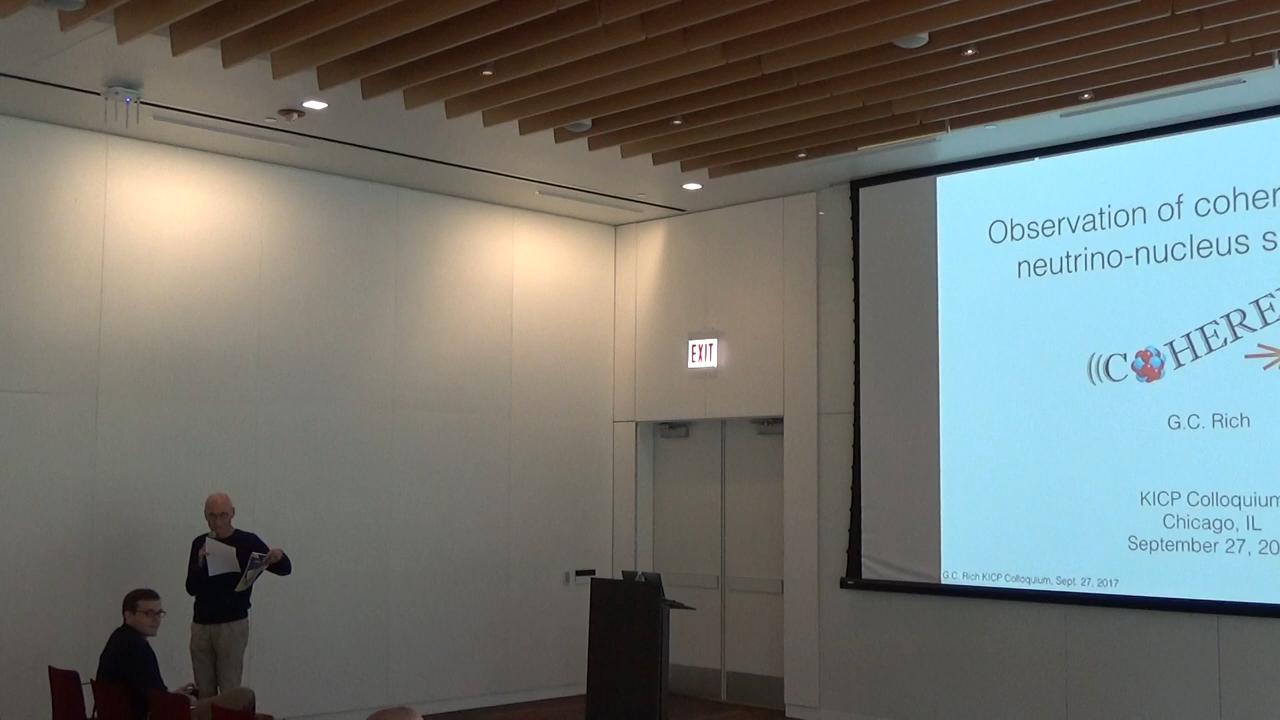 EXIT
Observation of coher
neutrino-nucleus s
COHERE
G.C. Rich
KICP Colloquium
Chicago, IL
September 27, 20
G.C. Rich KICP Colloquium, Sept. 27, 2017